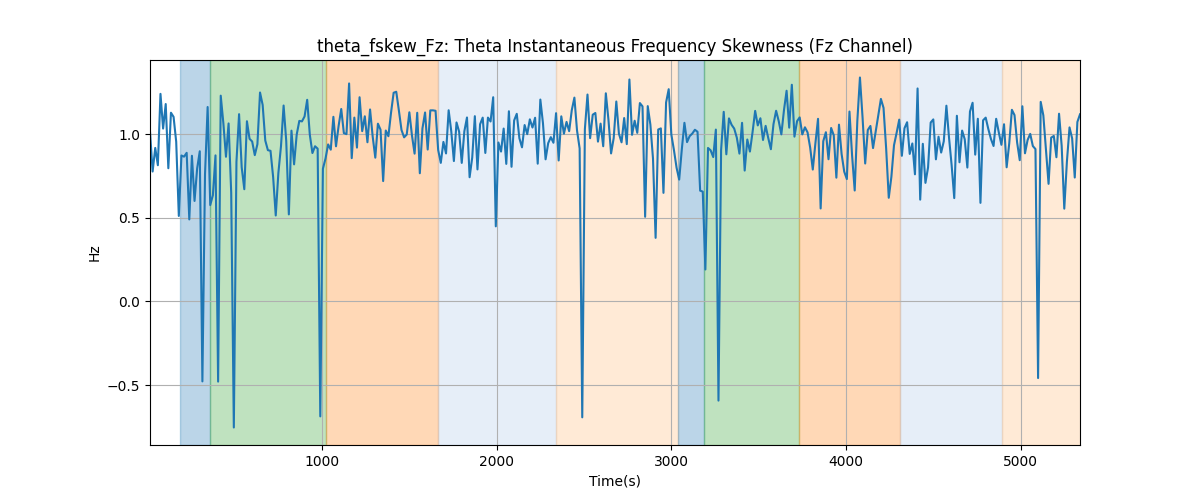 theta_fskew_Fz: Theta Instantaneous Frequency Skewness (Fz Channel)
1.0
0.5
0.0
−0.5
Hz
1000 2000 3000 4000 5000
Time(s)